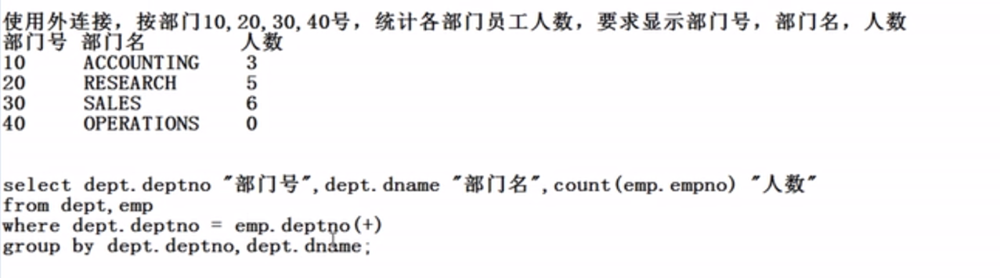 使用外连接，按部门10,20,30,40号，统计各部门员工人数，要求显示部门号，部门名，人数
部门号 部门名 人数
10 ACCOUNTING 3
20 RESEARCH 5
30 SALES 6
40 OPERATIONS 0
select dept.deptno "部门号",dept.dname "部门名",count(emp.empno) "人数"
from dept,emp
where dept.deptno = emp.deptno(+)
group by dept.deptno,dept.dname;